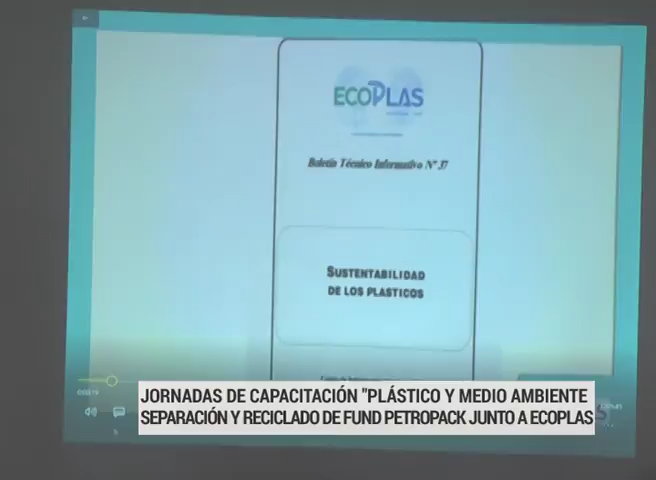 ECOPLAS
Boletín Técnico Informativo Nº 37
SUSTENTABILIDAD
DE LOS PLASTICOS
JORNADAS DE CAPACITACIÓN "PLÁSTICO Y MEDIO AMBIENTE
SEPARACIÓN Y RECICLADO DE FUND PETROPACK JUNTO A ECOPLAS